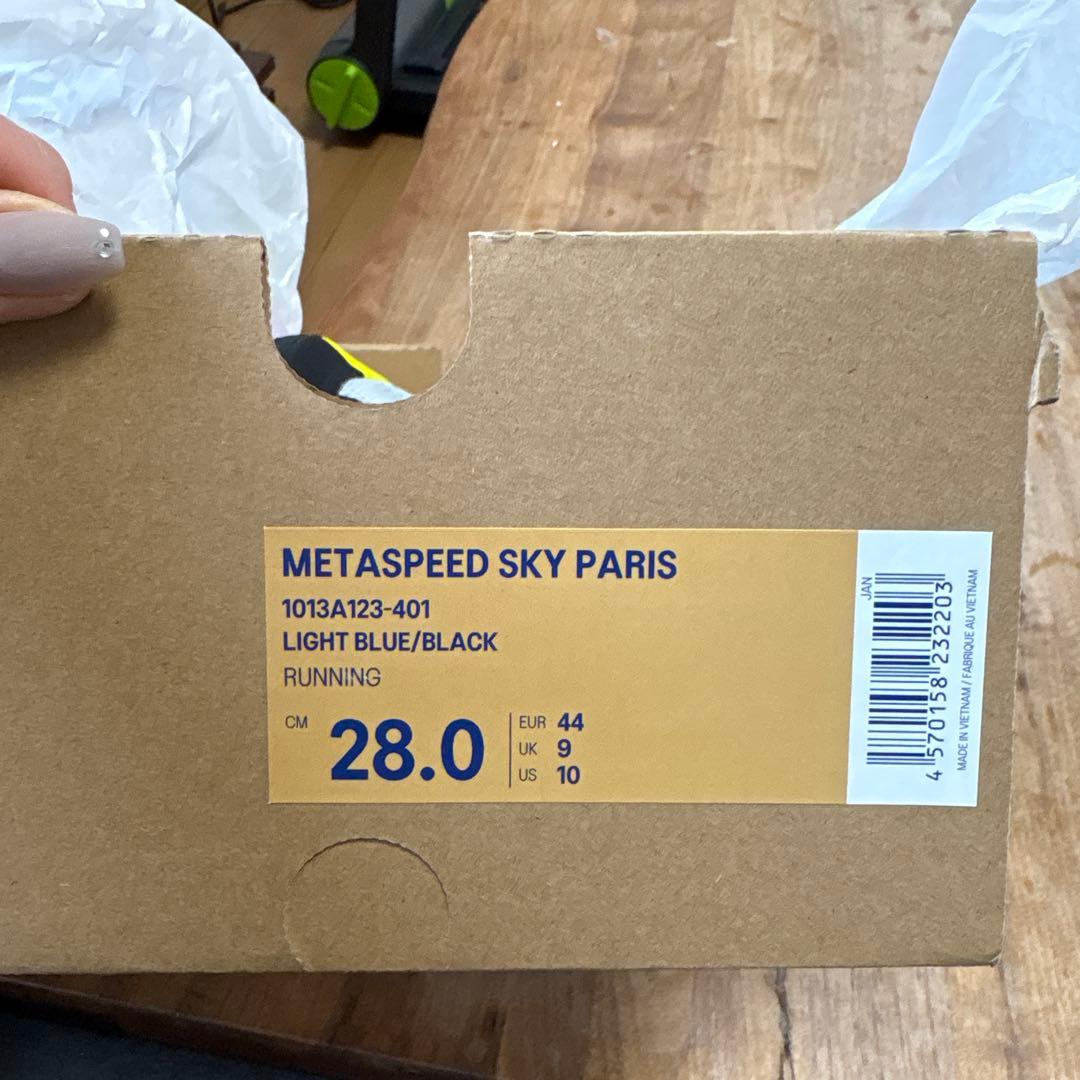 METASPEED SKY PARIS
1013A123-401
LIGHT BLUE/BLACK
RUNNING
CM 28.0
EUR 44
UK 9
US 10
JAN
4 570158 232203
MADE IN VIETNAM / FABRIQUE AU VIETNAM